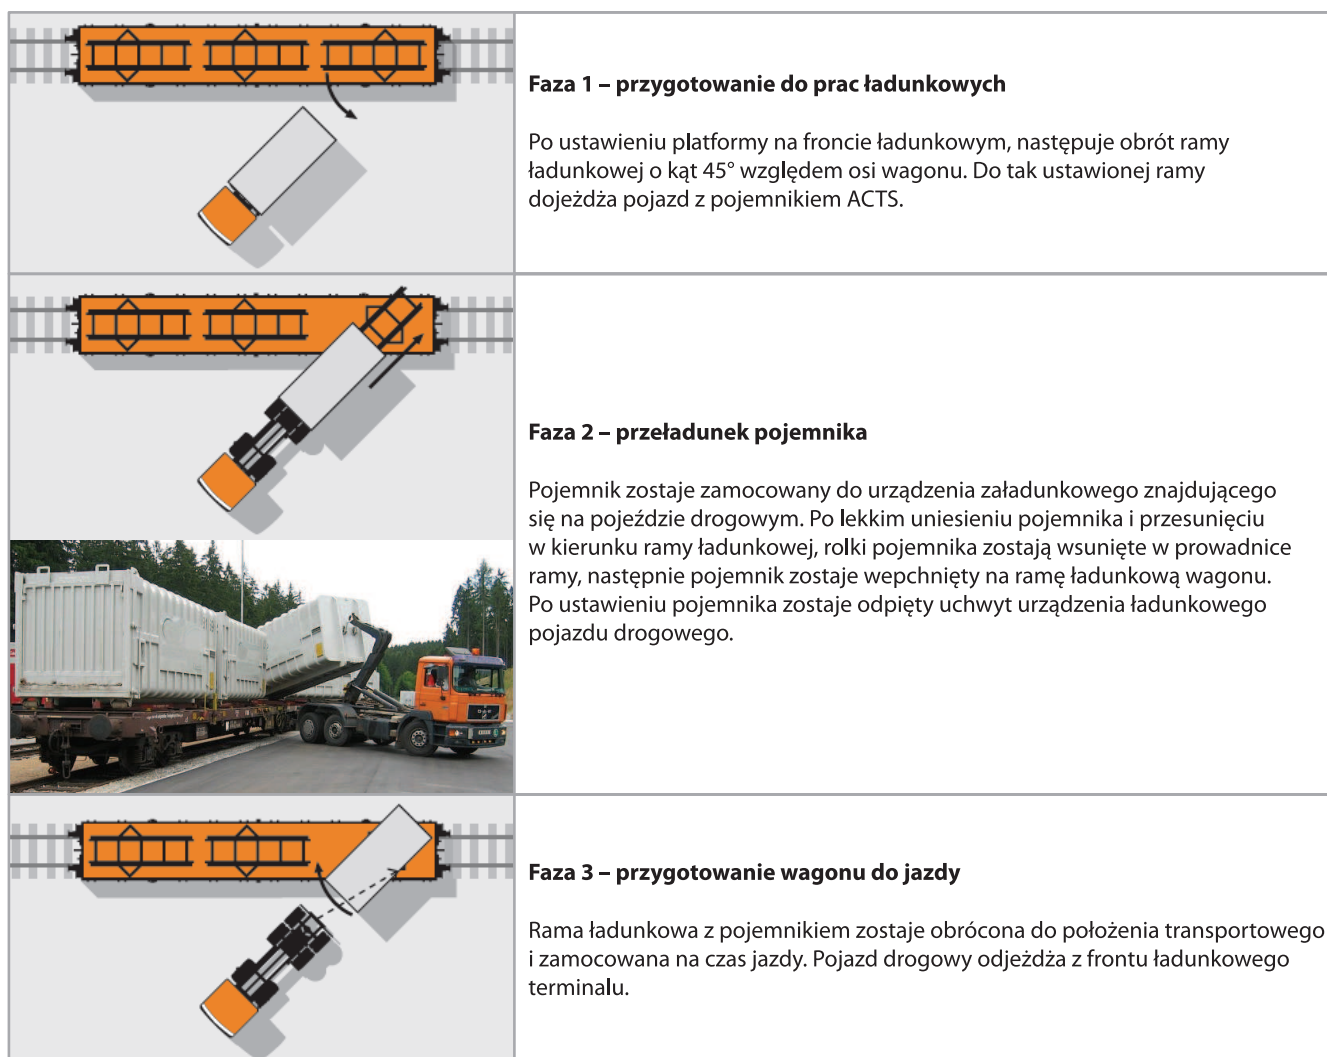 Faza 1 – przygotowanie do prac ładunkowych
Po ustawieniu platformy na froncie ładunkowym, następuje obrót ramy
ładunkowej o kąt 45° względem osi wagonu. Do tak ustawionej ramy
dojeżdża pojazd z pojemnikiem ACTS.
Faza 2 – przeładunek pojemnika
Pojemnik zostaje zamocowany do urządzenia załadunkowego znajdującego
się na pojeździe drogowym. Po lekkim uniesieniu pojemnika i przesunięciu
w kierunku ramy ładunkowej, rolki pojemnika zostają wsunięte w prowadnice
ramy, następnie pojemnik zostaje wepchnięty na ramę ładunkową wagonu.
Po ustawieniu pojemnika zostaje odpięty uchwyt urządzenia ładunkowego
pojazdu drogowego.
Faza 3 – przygotowanie wagonu do jazdy
Rama ładunkowa z pojemnikiem zostaje obrócona do położenia transportowego
i zamocowana na czas jazdy. Pojazd drogowy odjeżdża z frontu ładunkowego
terminalu.